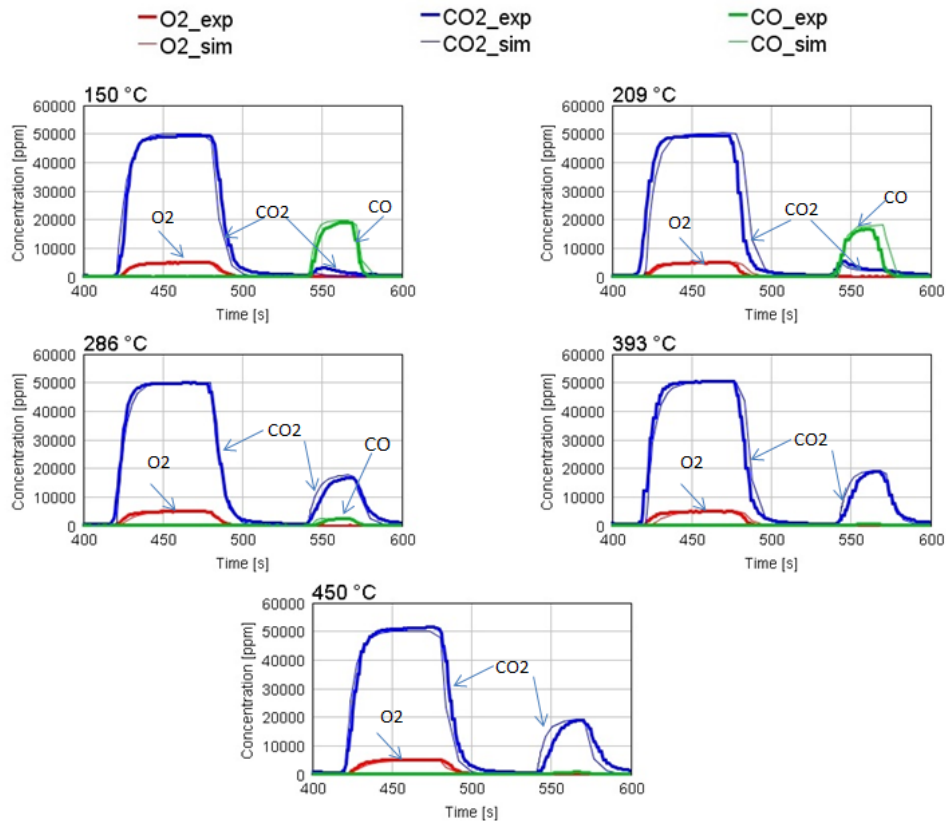 O2_exp CO2_exp CO_exp
O2_sim CO2_sim CO_sim
150 °C
60000
50000
40000
30000
20000
10000
0
Concentration [ppm]
O2
CO2
CO
400 450 500 550 600
Time [s]
209 °C
60000
50000
40000
30000
20000
10000
0
Concentration [ppm]
O2
CO2
CO
400 450 500 550 600
Time [s]
286 °C
60000
50000
40000
30000
20000
10000
0
Concentration [ppm]
O2
CO2
CO
400 450 500 550 600
Time [s]
393 °C
60000
50000
40000
30000
20000
10000
0
Concentration [ppm]
O2
CO2
400 450 500 550 600
Time [s]
450 °C
60000
50000
40000
30000
20000
10000
0
Concentration [ppm]
O2
CO2
400 450 500 550 600
Time [s]